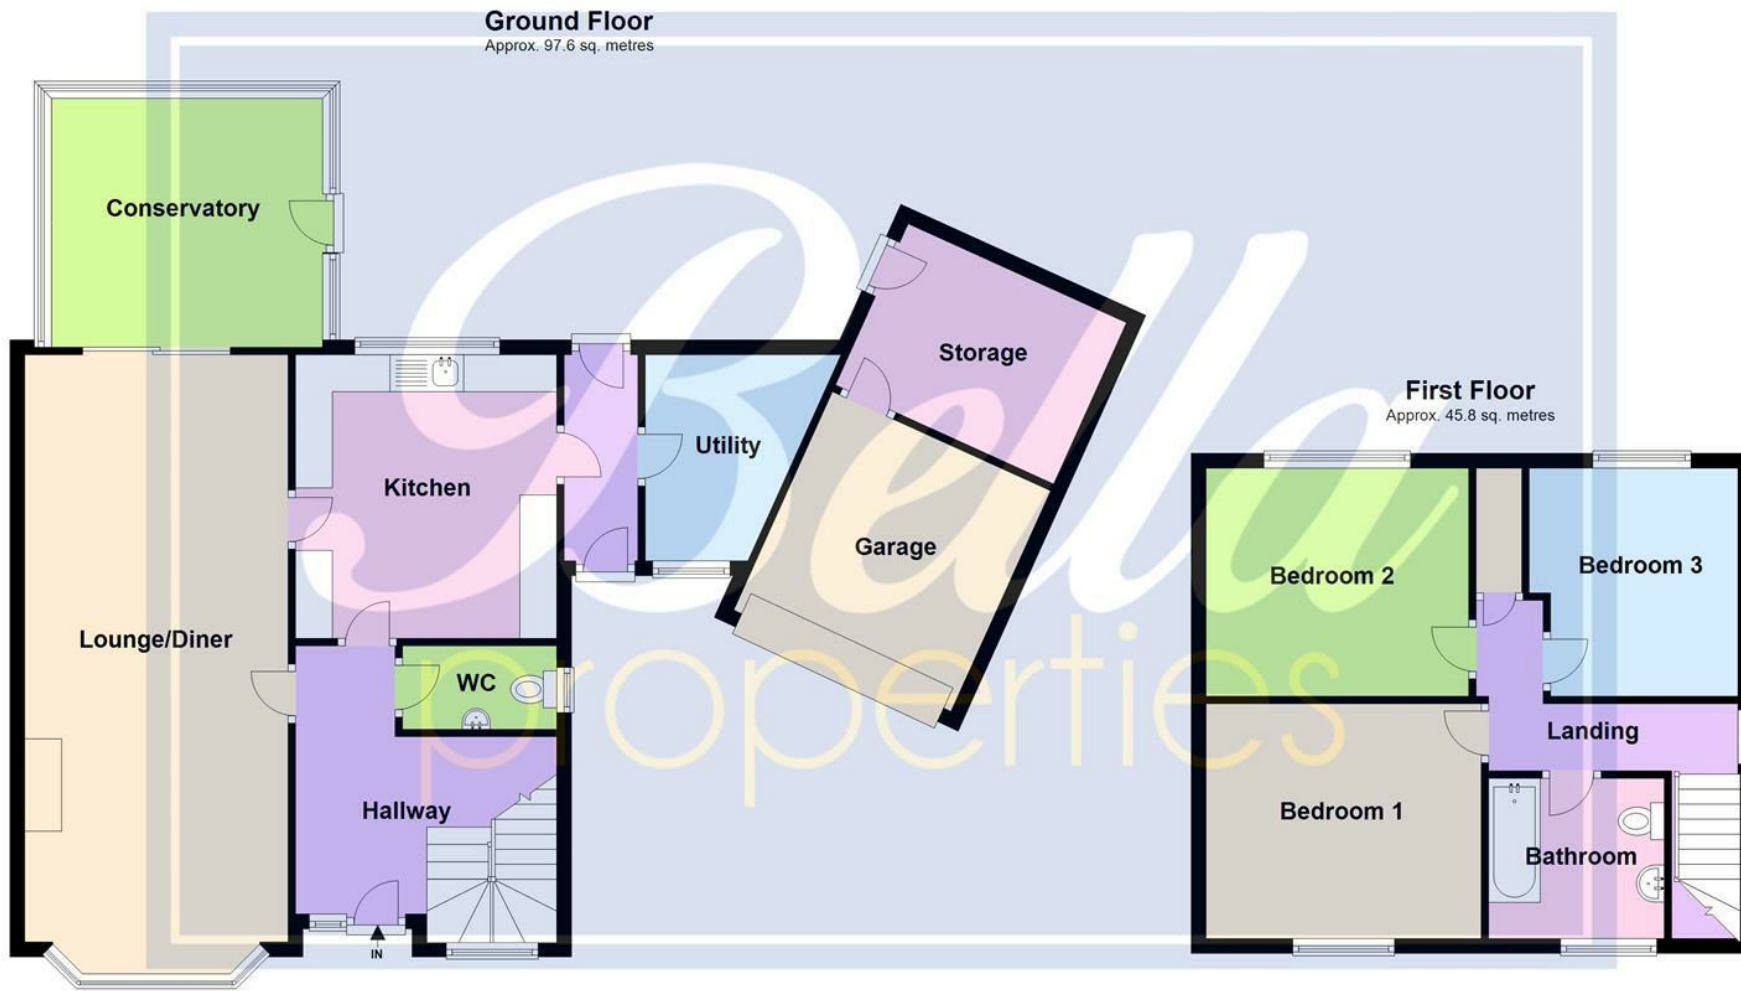 Ground Floor
Approx. 97.6 sq. metres
Conservatory
Storage
First Floor
Approx. 45.8 sq. metres
Utility
Kitchen
Garage
Bedroom 2
Bedroom 3
Lounge/Diner
WC
Landing
Hallway
Bedroom 1
Bathroom
IN
Bella
properties